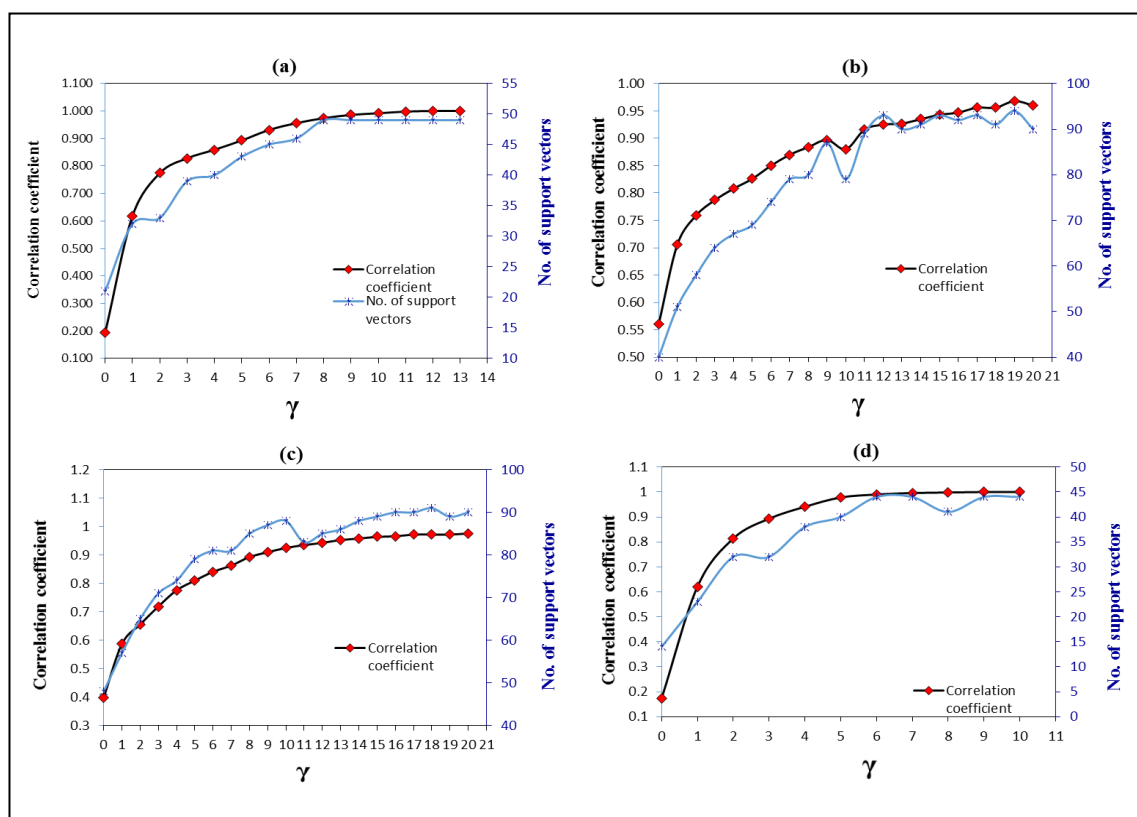 (a)
Correlation coefficient
1.100
1.000
0.900
0.800
0.700
0.600
0.500
0.400
0.300
0.200
0.100
55
50
45
40
35
30
25
20
15
10
No. of support vectors
Correlation
coefficient
No. of support
vectors
0 1 2 3 4 5 6 7 8 9 10 11 12 13 14
γ
(b)
Correlation coefficient
1.00
0.95
0.90
0.85
0.80
0.75
0.70
0.65
0.60
0.55
0.50
100
90
80
70
60
50
40
No. of support vectors
Correlation
coefficient
0 1 2 3 4 5 6 7 8 9 10 11 12 13 14 15 16 17 18 19 20 21
γ
(c)
Correlation coefficient
1.2
1.1
1
0.9
0.8
0.7
0.6
0.5
0.4
0.3
100
90
80
70
60
50
40
No. of support vectors
Correlation
coefficient
0 1 2 3 4 5 6 7 8 9 10 11 12 13 14 15 16 17 18 19 20 21
γ
(d)
Correlation coefficient
1.1
1
0.9
0.8
0.7
0.6
0.5
0.4
0.3
0.2
0.1
50
45
40
35
30
25
20
15
10
5
0
No. of support vectors
Correlation
coefficient
0 1 2 3 4 5 6 7 8 9 10 11
γ